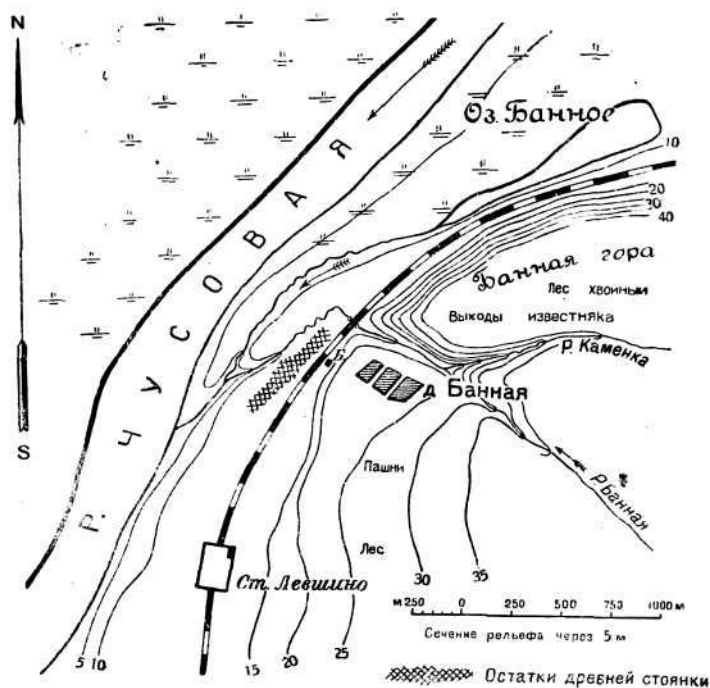 N
Оз. Банное
10
20
30
40
Банная гора
Лес хвойный
Выходы известняка
р. Каменка
Р. ЧУСОВАЯ
Б.
д. Банная
Р. Банная
Пашни
Лес
S
Ст. Левшино
30
35
5
10
15
20
25
м 250 0 250 500 750 1000 м
Сечение рельефа через 5 м
Остатки древней стоянки